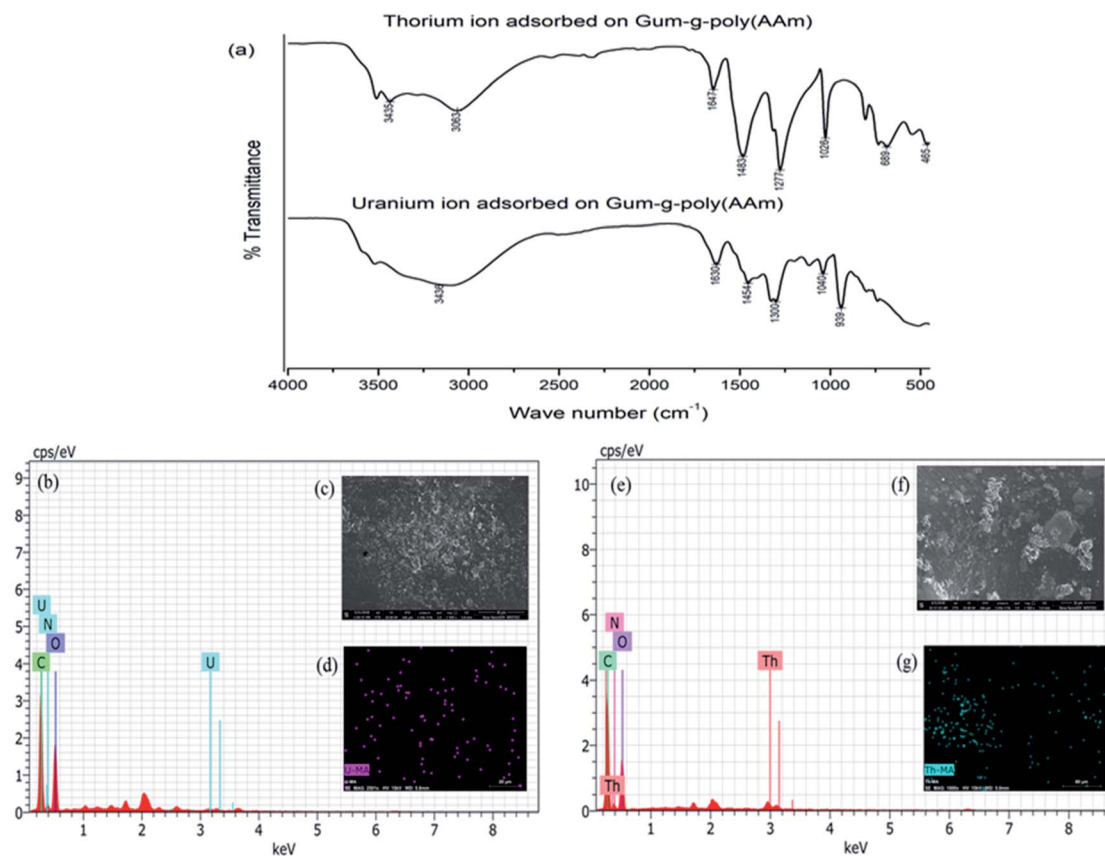 Thorium ion adsorbed on Gum-g-poly(AAm)
(a)
3435
3063
1647
1483
1277
1026
689
465
Uranium ion adsorbed on Gum-g-poly(AAm)
3436
1630
1454
1300
1040
939
% Transmittance
4000 3500 3000 2500 2000 1500 1000 500
Wave number (cm⁻¹)
cps/eV
(b)
(c)
(d)
9
8
7
6
5
4
3
2
1
0
U
N
O
C
U
U-MA
1 2 3 4 5 6 7 8
keV
cps/eV
(e)
(f)
(g)
10
8
6
4
2
0
N
O
C
Th
Th
Th-MA
1 2 3 4 5 6 7 8
keV